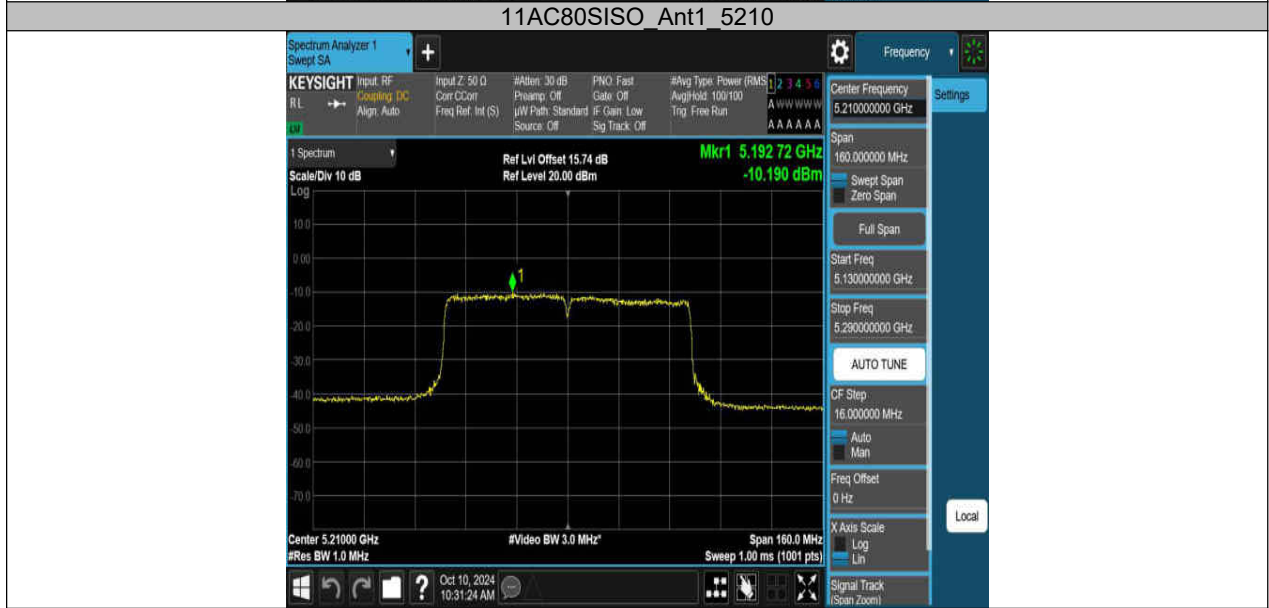 11AC80SISO_Ant1_5210
Spectrum Analyzer 1
Swept SA
+
Frequency
KEYSIGHT
RL
Input: RF
Coupling: DC
Align: Auto
Input Z: 50 Ω
Corr CCorr
Freq Ref: Int (S)
#Atten: 30 dB
Preamp: Off
µW Path: Standard
Source: Off
PNO: Fast
Gate: Off
IF Gain: Low
Sig Track: Off
#Avg Type: Power (RMS
Avg|Hold: 100/100
Trig: Free Run
1 2 3 4 5 6
A W W W W W
A A A A A A
1 Spectrum
Scale/Div 10 dB
Log
Ref Lvl Offset 15.74 dB
Ref Level 20.00 dBm
Mkr1 5.192 72 GHz
-10.190 dBm
10.0
0.00
-10.0
-20.0
-30.0
-40.0
-50.0
-60.0
-70.0
1
Center 5.21000 GHz
#Res BW 1.0 MHz
#Video BW 3.0 MHz*
Span 160.0 MHz
Sweep 1.00 ms (1001 pts)
Oct 10, 2024
10:31:24 AM
Center Frequency
5.210000000 GHz
Settings
Span
160.000000 MHz
Swept Span
Zero Span
Full Span
Start Freq
5.130000000 GHz
Stop Freq
5.290000000 GHz
AUTO TUNE
CF Step
16.000000 MHz
Auto
Man
Freq Offset
0 Hz
X Axis Scale
Log
Lin
Local
Signal Track
(Span Zoom)